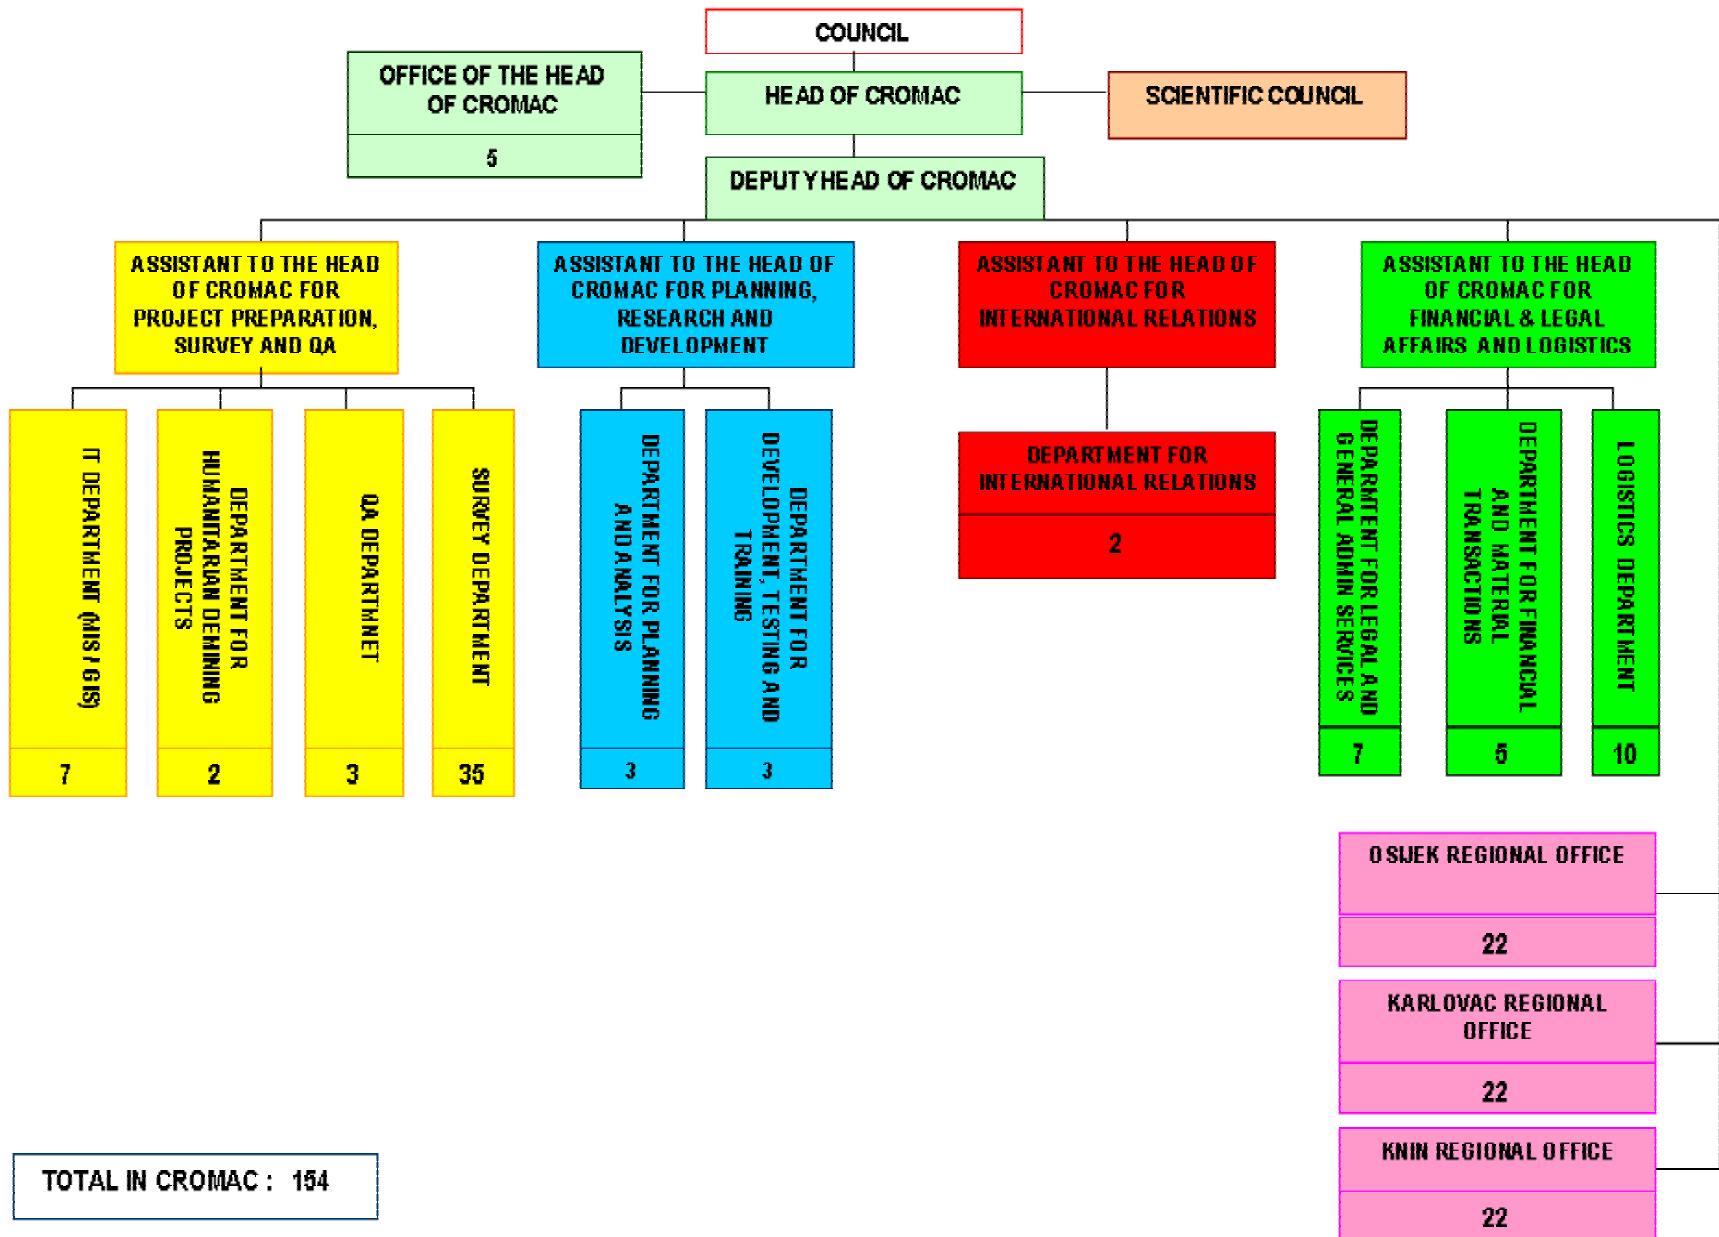 COUNCIL
OFFICE OF THE HEAD
OF CROMAC
5
HEAD OF CROMAC
SCIENTIFIC COUNCIL
DEPUTY HEAD OF CROMAC
ASSISTANT TO THE HEAD
OF CROMAC FOR
PROJECT PREPARATION,
SURVEY AND QA
ASSISTANT TO THE HEAD OF
CROMAC FOR PLANNING,
RESEARCH AND
DEVELOPMENT
ASSISTANT TO THE HEAD OF
CROMAC FOR
INTERNATIONAL RELATIONS
ASSISTANT TO THE HEAD
OF CROMAC FOR
FINANCIAL & LEGAL
AFFAIRS AND LOGISTICS
IT DEPARTMENT (MIS / GIS)
7
DEPARTMENT FOR
HUMANITARIAN DEMINING
PROJECTS
2
QA DEPARTMNET
3
SURVEY DEPARTMENT
35
DEPARTMENT FOR PLANNING
AND ANALYSIS
3
DEPARTMENT FOR
DEVELOPMENT, TESTING AND
TRAINING
3
DEPARTMENT FOR
INTERNATIONAL RELATIONS
2
DEPARMTENT FOR LEGAL AND
GENERAL ADMIN SERVICES
7
DEPARTMENT FOR FINANCIAL
AND MATERIAL
TRANSACTIONS
5
LOGISTICS DEPARTMENT
10
OSIJEK REGIONAL OFFICE
22
KARLOVAC REGIONAL
OFFICE
22
KNIN REGIONAL OFFICE
22
TOTAL IN CROMAC : 154